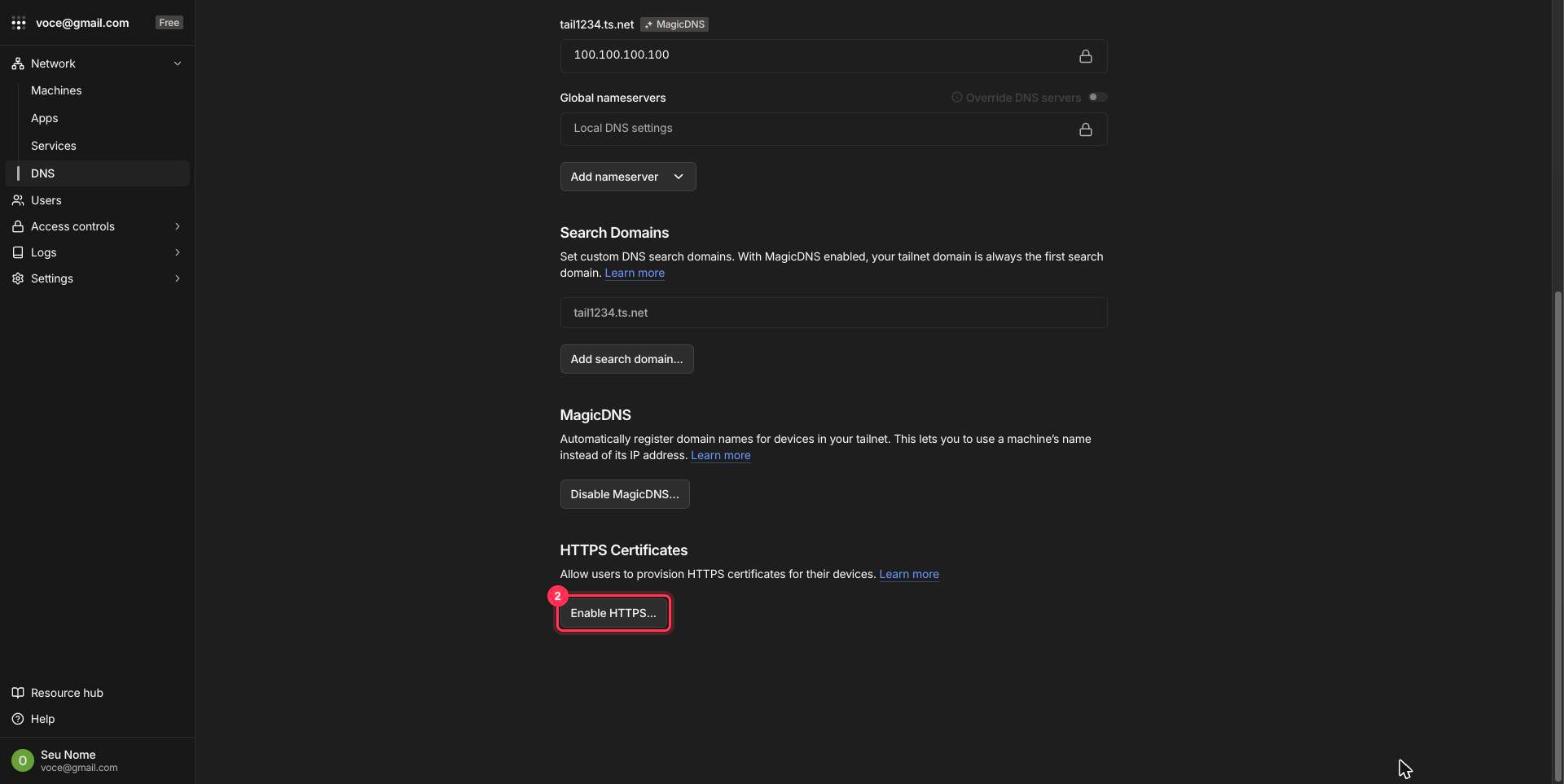 voce@gmail.com Free
Network
Machines
Apps
Services
DNS
Users
Access controls
Logs
Settings
Resource hub
Help
O
Seu Nome
voce@gmail.com
tail1234.ts.net MagicDNS
100.100.100.100
Global nameservers Override DNS servers
Local DNS settings
Add nameserver
Search Domains
Set custom DNS search domains. With MagicDNS enabled, your tailnet domain is always the first search
domain. Learn more
tail1234.ts.net
Add search domain...
MagicDNS
Automatically register domain names for devices in your tailnet. This lets you to use a machine's name
instead of its IP address. Learn more
Disable MagicDNS...
HTTPS Certificates
Allow users to provision HTTPS certificates for their devices. Learn more
2
Enable HTTPS...